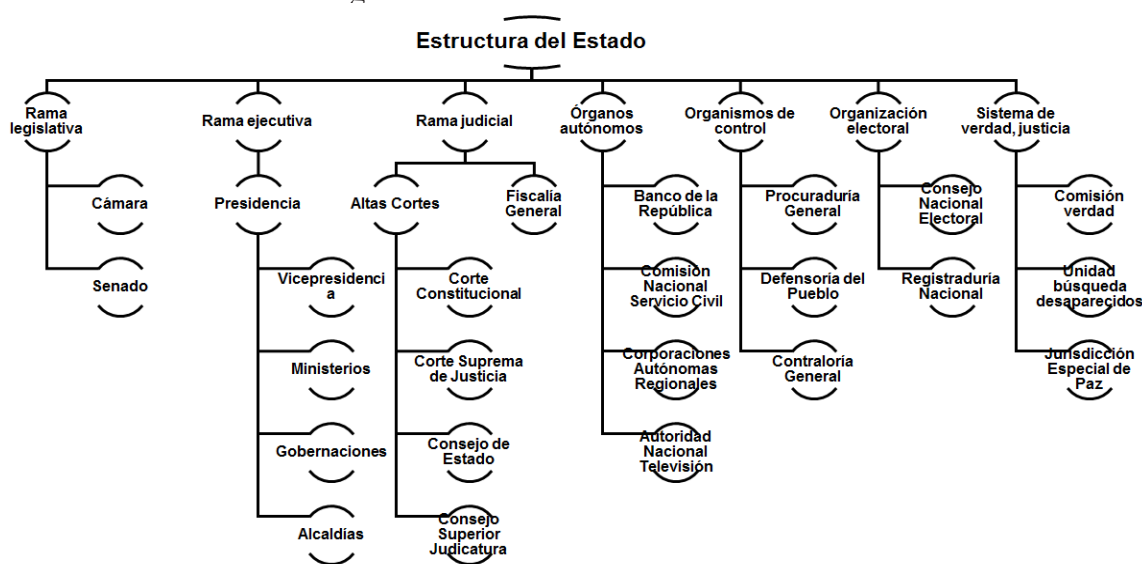 Estructura del Estado
Rama
legislativa
Rama ejecutiva
Rama judicial
Órganos
autónomos
Organismos de
control
Organización
electoral
Sistema de
verdad, justicia
Cámara
Presidencia
Altas Cortes
Fiscalía
General
Banco de la
República
Procuraduría
General
Consejo
Nacional
Electoral
Comisión
verdad
Senado
Vicepresidenci
a
Corte
Constitucional
Comisión
Nacional
Servicio Civil
Defensoría del
Pueblo
Registraduría
Nacional
Unidad
búsqueda
desaparecidos
Ministerios
Corte Suprema
de Justicia
Corporaciones
Autónomas
Regionales
Contraloría
General
Jurisdicción
Especial de
Paz
Gobernaciones
Consejo de
Estado
Autoridad
Nacional
Televisión
Alcaldías
Consejo
Superior
Judicatura